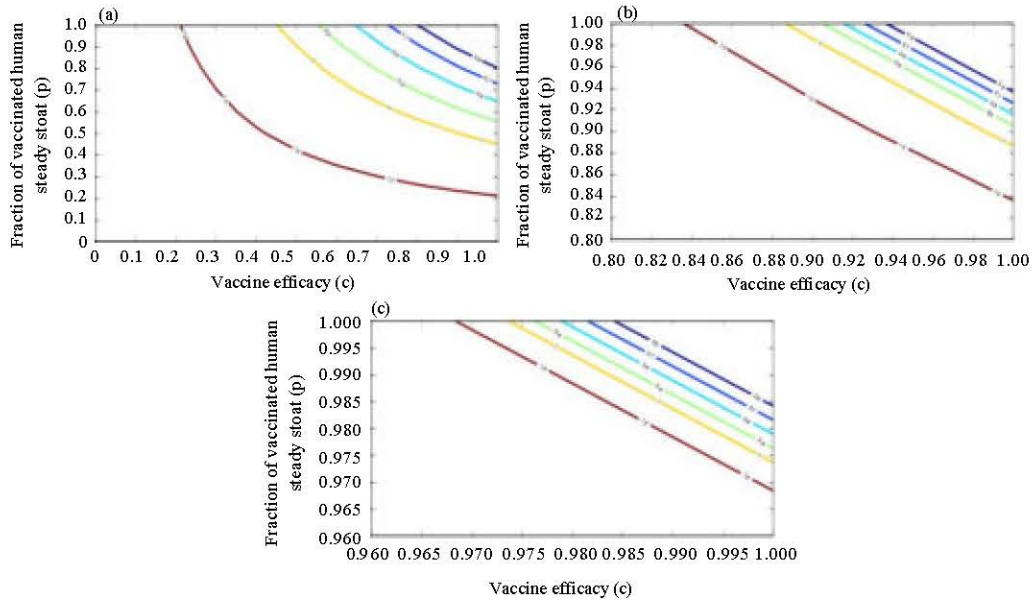 (a)
1.0
0.9
0.8
0.7
0.6
0.5
0.4
0.3
0.2
0.1
0
Fraction of vaccinated human
steady stoat (p)
0 0.1 0.2 0.3 0.4 0.5 0.6 0.7 0.8 0.9 1.0
Vaccine efficacy (c)
(b)
1.00
0.98
0.96
0.94
0.92
0.90
0.88
0.86
0.84
0.82
0.80
Fraction of vaccinated human
steady stoat (p)
0.80 0.82 0.84 0.86 0.88 0.90 0.92 0.94 0.96 0.98 1.00
Vaccine efficacy (c)
(c)
1.000
0.995
0.990
0.985
0.980
0.975
0.970
0.965
0.960
Fraction of vaccinated human
steady stoat (p)
0.960 0.965 0.970 0.975 0.980 0.985 0.990 0.995 1.000
Vaccine efficacy (c)